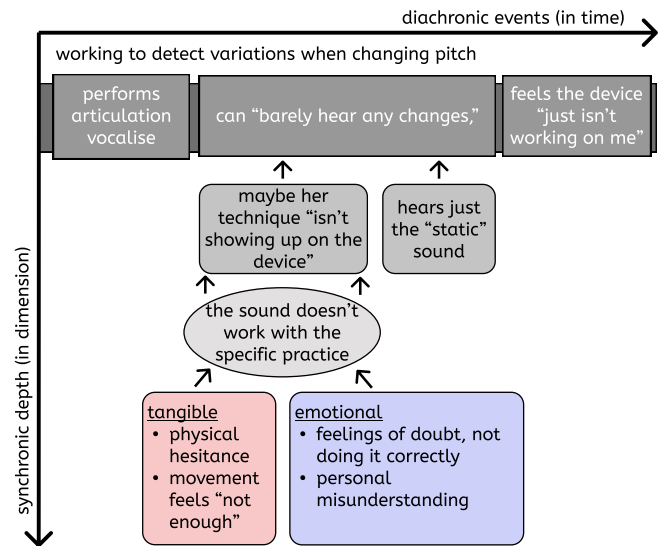 diachronic events (in time)
working to detect variations when changing pitch
performs
articulation
vocalise
can “barely hear any changes,”
feels the device
“just isn’t
working on me”
maybe her
technique “isn’t
showing up on the
device”
hears just
the “static”
sound
the sound doesn’t
work with the
specific practice
synchronic depth (in dimension)
tangible
• physical
hesitance
• movement
feels “not
enough”
emotional
• feelings of doubt, not
doing it correctly
• personal
misunderstanding